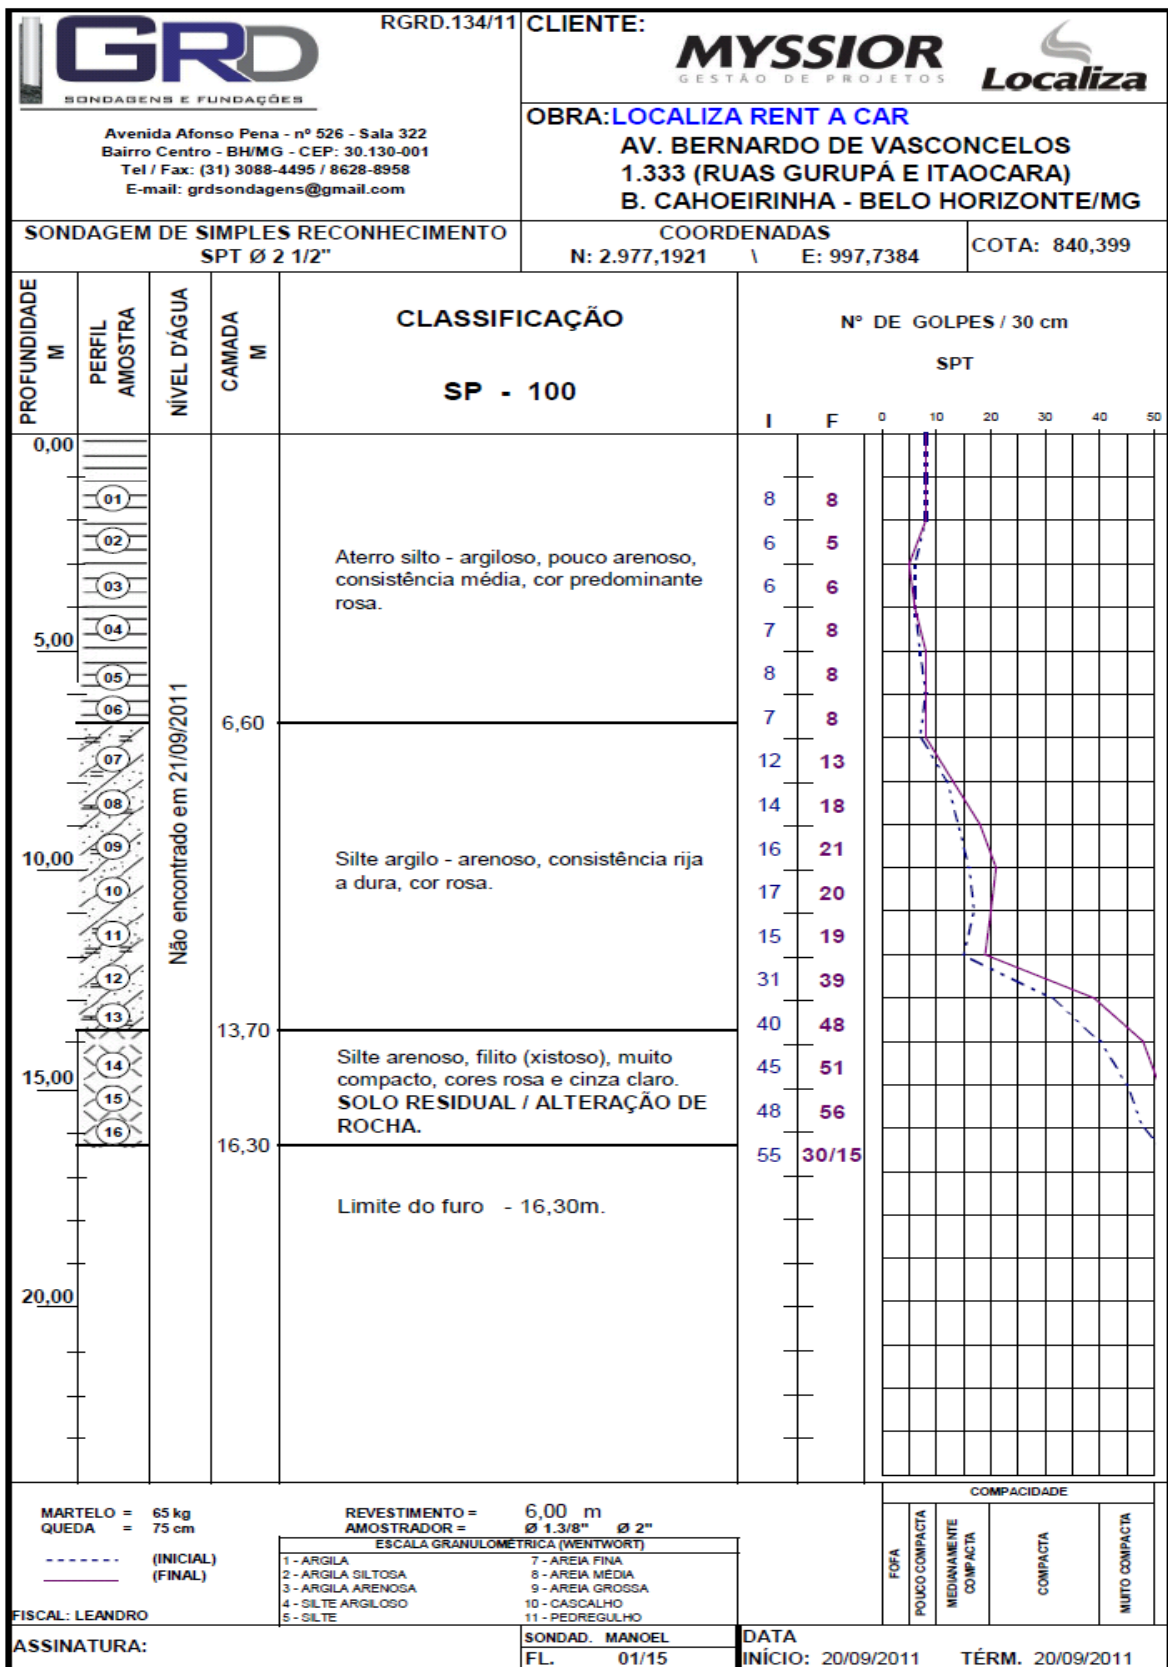 RGRD.134/11
GRD
SONDAGENS E FUNDAÇÕES
Avenida Afonso Pena - nº 526 - Sala 322
Bairro Centro - BH/MG - CEP: 30.130-001
Tel / Fax: (31) 3088-4495 / 8628-8958
E-mail: grdsondagens@gmail.com
CLIENTE:
MYSSIOR
GESTÃO DE PROJETOS
Localiza
OBRA:LOCALIZA RENT A CAR
AV. BERNARDO DE VASCONCELOS
1.333 (RUAS GURUPÁ E ITAOCARA)
B. CAHOEIRINHA - BELO HORIZONTE/MG
SONDAGEM DE SIMPLES RECONHECIMENTO
SPT Ø 2 1/2"
COORDENADAS
N: 2.977,1921 \ E: 997,7384
COTA: 840,399
PROFUNDIDADE M
PERFIL AMOSTRA
NÍVEL D'ÁGUA
CAMADA M
CLASSIFICAÇÃO
SP - 100
Nº DE GOLPES / 30 cm
SPT
I F 0 10 20 30 40 50
0,00
01 8 8
02 6 5
Aterro silto - argiloso, pouco arenoso,
consistência média, cor predominante
rosa.
03 6 6
04 7 8
5,00
05 8 8
06 7 8
6,60
Não encontrado em 21/09/2011
07 12 13
08 14 18
09 16 21
10,00
Silte argilo - arenoso, consistência rija
a dura, cor rosa.
10 17 20
11 15 19
12 31 39
13 40 48
13,70
Silte arenoso, filito (xistoso), muito
compacto, cores rosa e cinza claro.
SOLO RESIDUAL / ALTERAÇÃO DE
ROCHA.
14 45 51
15,00
15 48 56
16 55 30/15
16,30
Limite do furo - 16,30m.
20,00
MARTELO = 65 kg
QUEDA = 75 cm
(INICIAL)
(FINAL)
FISCAL: LEANDRO
REVESTIMENTO = 6,00 m
AMOSTRADOR = Ø 1.3/8" Ø 2"
ESCALA GRANULOMÉTRICA (WENTWORT)
1 - ARGILA 7 - AREIA FINA
2 - ARGILA SILTOSA 8 - AREIA MÉDIA
3 - ARGILA ARENOSA 9 - AREIA GROSSA
4 - SILTE ARGILOSO 10 - CASCALHO
5 - SILTE 11 - PEDREGULHO
COMPACIDADE
FOFA
POUCO COMPACTA
MEDIANAMENTE COMPACTA
COMPACTA
MUITO COMPACTA
ASSINATURA:
SONDAD. MANOEL
FL. 01/15
DATA
INÍCIO: 20/09/2011 TÉRM. 20/09/2011